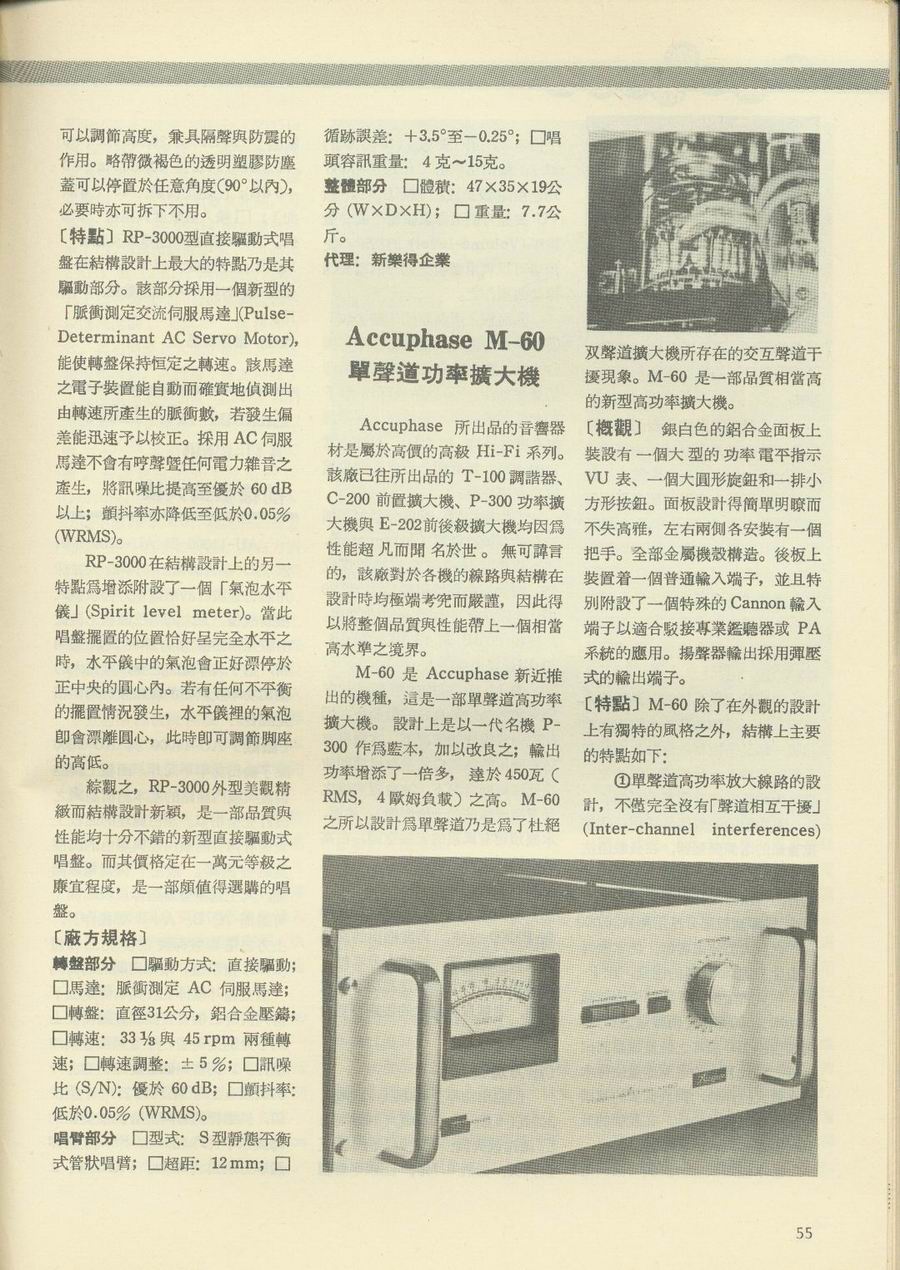 可以調節高度，兼具隔聲與防震的
作用。略帶微褐色的透明塑膠防塵
蓋可以停置於任意角度(90°以內)，
必要時亦可拆下不用。
〔特點〕RP-3000型直接驅動式唱
盤在結構設計上最大的特點乃是其
驅動部分。該部分採用一個新型的
「脈衝測定交流伺服馬達」(Pulse-
Determinant AC Servo Motor)，
能使轉盤保持恒定之轉速。該馬達
之電子裝置能自動而確實地偵測出
由轉速所產生的脈衝數，若發生偏
差能迅速予以校正。採用 AC 伺服
馬達不會有哼聲暨任何電力雜音之
產生，將訊噪比提高至優於 60 dB
以上；顫抖率亦降低至低於0.05%
(WRMS)。
RP-3000 在結構設計上的另一
特點爲增添附設了一個「氣泡水平
儀」(Spirit level meter)。當此
唱盤擺置的位置恰好呈完全水平之
時，水平儀中的氣泡會正好漂停於
正中央的圓心內。若有任何不平衡
的擺置情況發生，水平儀裡的氣泡
卽會漂離圓心，此時卽可調節脚座
的高低。
綜觀之，RP-3000外型美觀精
緻而結構設計新穎，是一部品質與
性能均十分不錯的新型直接驅動式
唱盤。而其價格定在一萬元等級之
廉宜程度，是一部頗值得選購的唱
盤。
〔廠方規格〕
轉盤部分　□驅動方式：直接驅動；
□馬達：脈衝測定 AC 伺服馬達；
□轉盤：直徑31公分，鋁合金壓鑄；
□轉速：33 ⅓ 與 45 rpm 兩種轉
速；□轉速調整：± 5 %；□訊噪
比 (S/N)：優於 60 dB；□顫抖率：
低於0.05% (WRMS)。
唱臂部分　□型式：S 型靜態平衡
式管狀唱臂；□超距：12 mm；□
循跡誤差：＋3.5°至－0.25°；□唱
頭容訊重量：4 克～15克。
整體部分　□體積：47×35×19公
分 (W×D×H)；□重量：7.7公
斤。
代理：新樂得企業
Accuphase M-60
單聲道功率擴大機
Accuphase 所出品的音響器
材是屬於高價的高級 Hi-Fi 系列。
該廠已往所出品的 T-100 調諧器、
C-200 前置擴大機、P-300 功率擴
大機與 E-202前後級擴大機均因爲
性能超凡而聞名於世。無可諱言
的，該廠對於各機的線路與結構在
設計時均極端考究而嚴謹，因此得
以將整個品質與性能帶上一個相當
高水準之境界。
M-60 是 Accuphase 新近推
出的機種，這是一部單聲道高功率
擴大機。設計上是以一代名機 P-
300 作爲藍本，加以改良之；輸出
功率增添了一倍多，達於 450瓦（
RMS，4 歐姆負載）之高。M-60
之所以設計爲單聲道乃是爲了杜絕
双聲道擴大機所存在的交互聲道干
擾現象。M-60 是一部品質相當高
的新型高功率擴大機。
〔概觀〕　銀白色的鋁合金面板上
裝設有一個大型的功率電平指示
VU 表、一個大圓形旋鈕和一排小
方形按鈕。面板設計得簡單明瞭而
不失高雅，左右兩側各安裝有一個
把手。全部金屬機殼構造。後板上
裝置着一個普通輸入端子，並且特
別附設了一個特殊的 Cannon 輸入
端子以適合駁接專業鑑聽器或 PA
系統的應用。揚聲器輸出採用彈壓
式的輸出端子。
〔特點〕M-60 除了在外觀的設計
上有獨特的風格之外，結構上主要
的特點如下：
①單聲道高功率放大線路的設
計，不僅完全沒有「聲道相互干擾」
(Inter-channel interferences)
55